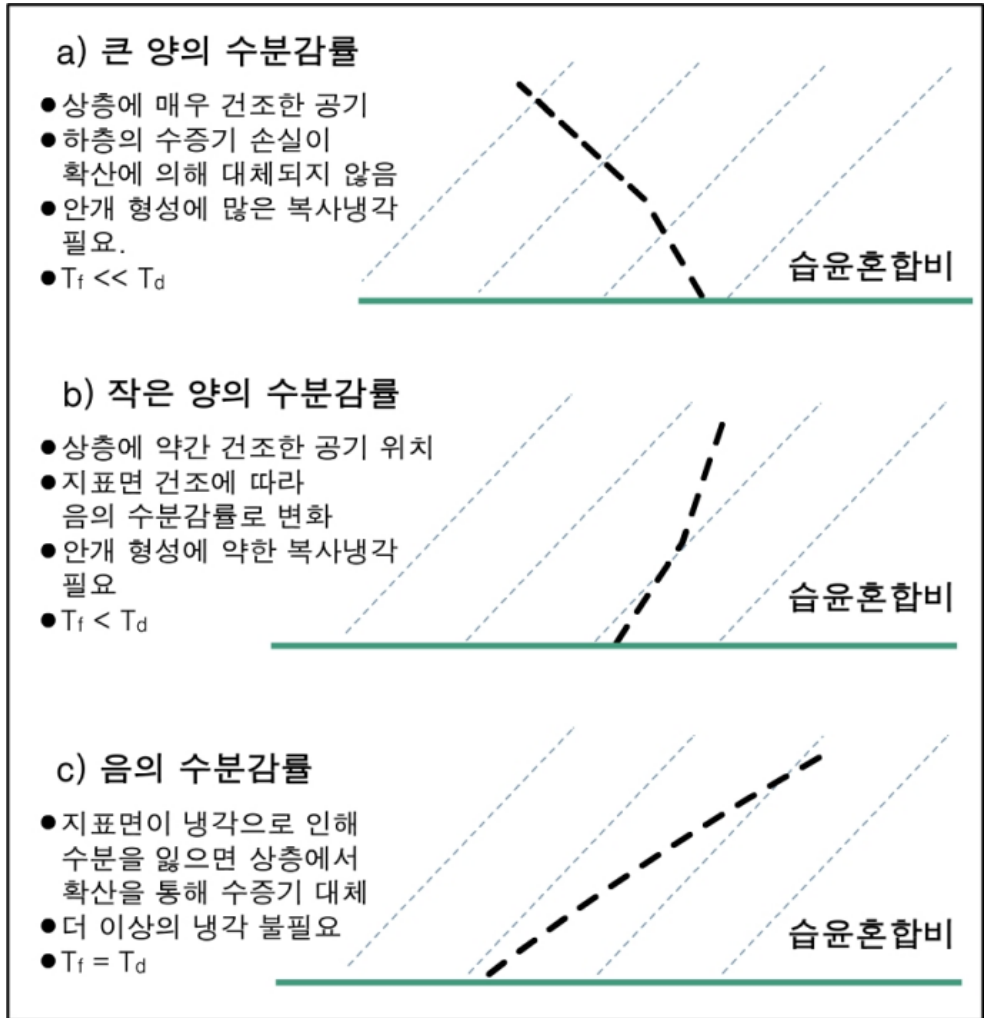 a) 큰 양의 수분감률
●상층에 매우 건조한 공기
●하층의 수증기 손실이
확산에 의해 대체되지 않음
●안개 형성에 많은 복사냉각
필요.
●Tf << Td
습윤혼합비
b) 작은 양의 수분감률
●상층에 약간 건조한 공기 위치
●지표면 건조에 따라
음의 수분감률로 변화
●안개 형성에 약한 복사냉각
필요
●Tf < Td
습윤혼합비
c) 음의 수분감률
●지표면이 냉각으로 인해
수분을 잃으면 상층에서
확산을 통해 수증기 대체
●더 이상의 냉각 불필요
●Tf = Td
습윤혼합비